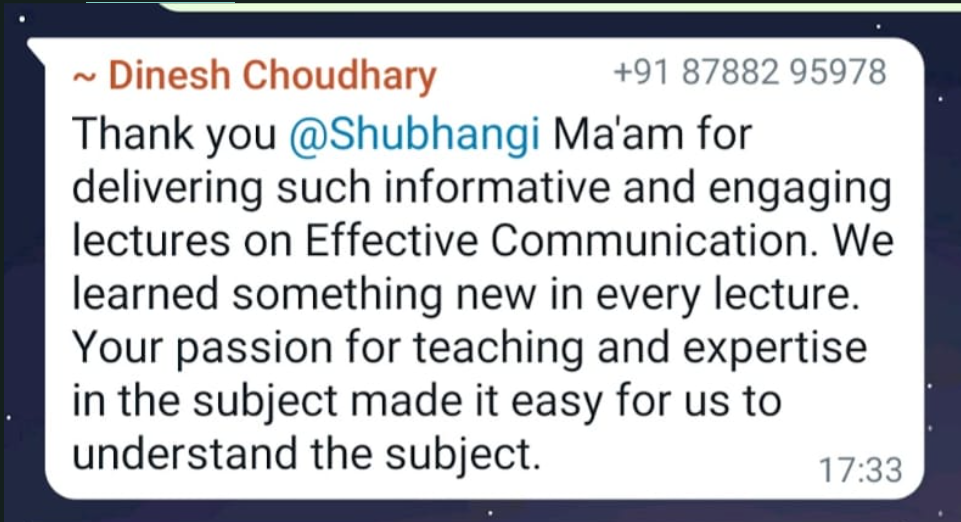 ~ Dinesh Choudhary +91 87882 95978
Thank you @Shubhangi Ma'am for
delivering such informative and engaging
lectures on Effective Communication. We
learned something new in every lecture.
Your passion for teaching and expertise
in the subject made it easy for us to
understand the subject.
17:33